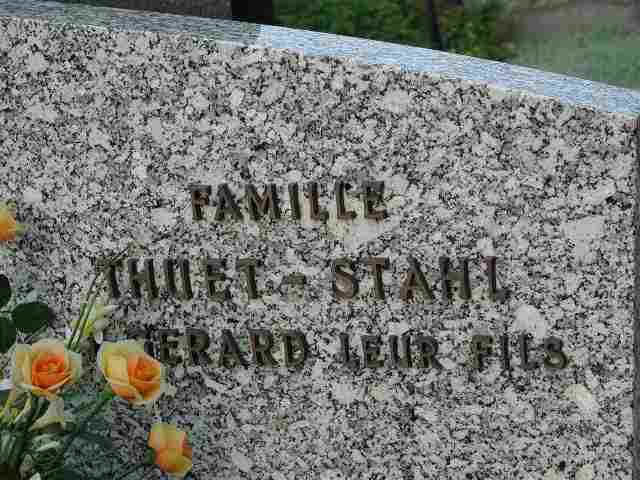 FAMILLE
THUET - STAHL
GERARD LEUR FILS